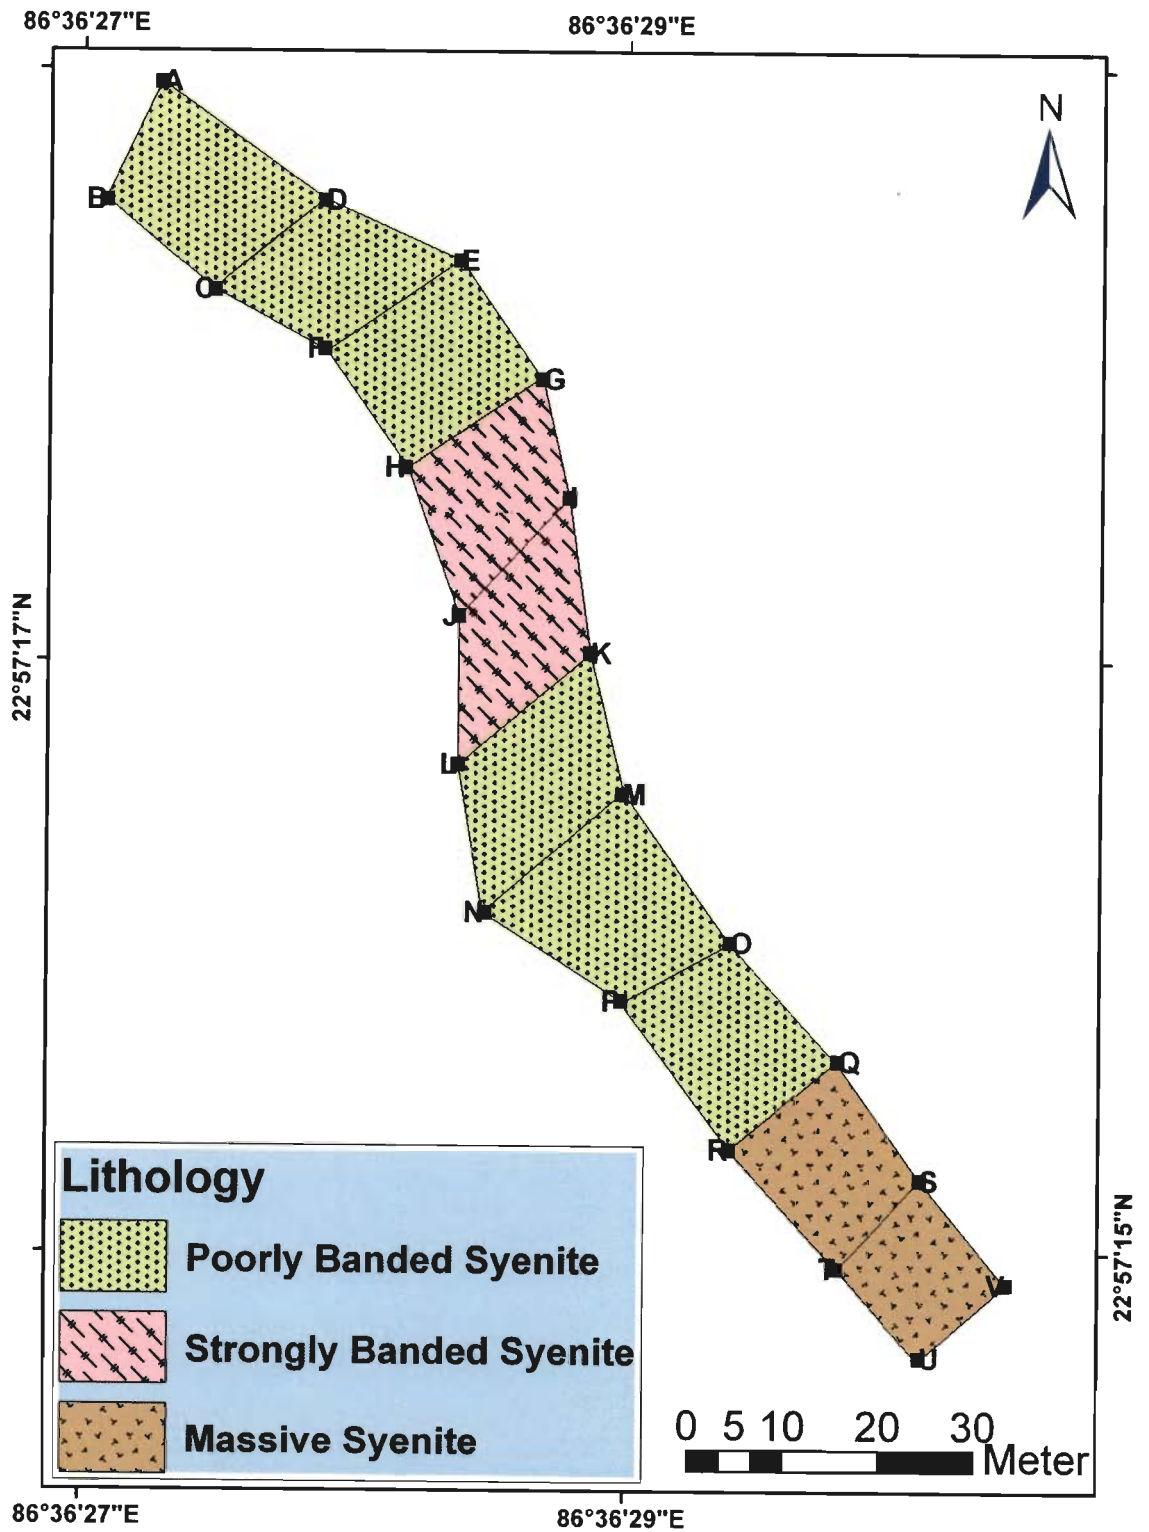 86°36'27"E 86°36'29"E
N
A
B
D
C
E
F
G
H
I
J
22°57'17"N
K
L
M
N
O
P
Q
R
S
T
V
U
22°57'15"N
Lithology
Poorly Banded Syenite
Strongly Banded Syenite
Massive Syenite
0 5 10 20 30
Meter
86°36'27"E 86°36'29"E